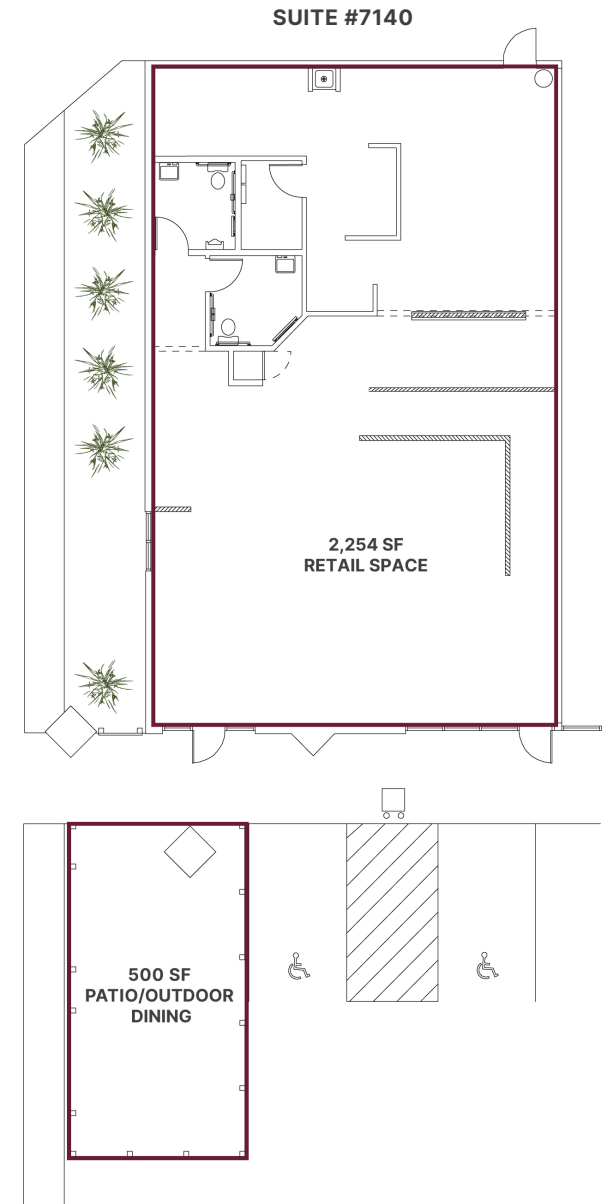 SUITE #7140
2,254 SF
RETAIL SPACE
500 SF
PATIO/OUTDOOR
DINING